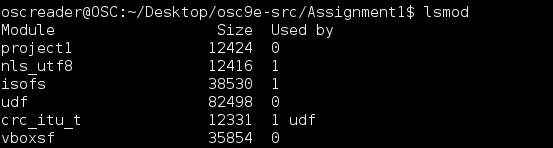 oscreader@OSC:~/Desktop/osc9e-src/Assignment1$ lsmod
Module                  Size  Used by
project1               12424  0
nls_utf8               12416  1
isofs                  38530  1
udf                    82498  0
crc_itu_t              12331  1 udf
vboxsf                 35854  0